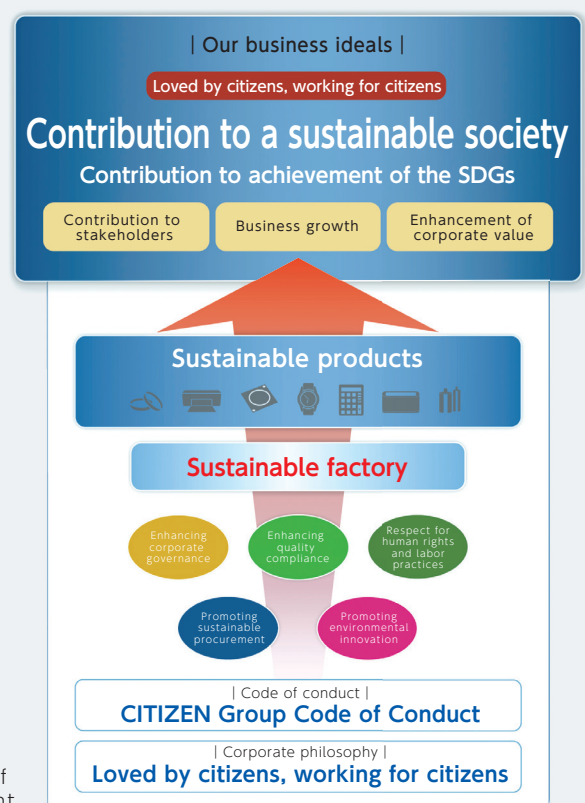 | Our business ideals |
Loved by citizens, working for citizens
Contribution to a sustainable society
Contribution to achievement of the SDGs
Contribution to
stakeholders
Business growth
Enhancement of
corporate value
Sustainable products
Sustainable factory
Enhancing
corporate
governance
Enhancing
quality
compliance
Respect for
human rights
and labor
practices
Promoting
sustainable
procurement
Promoting
environmental
innovation
| Code of conduct |
CITIZEN Group Code of Conduct
| Corporate philosophy |
Loved by citizens, working for citizens